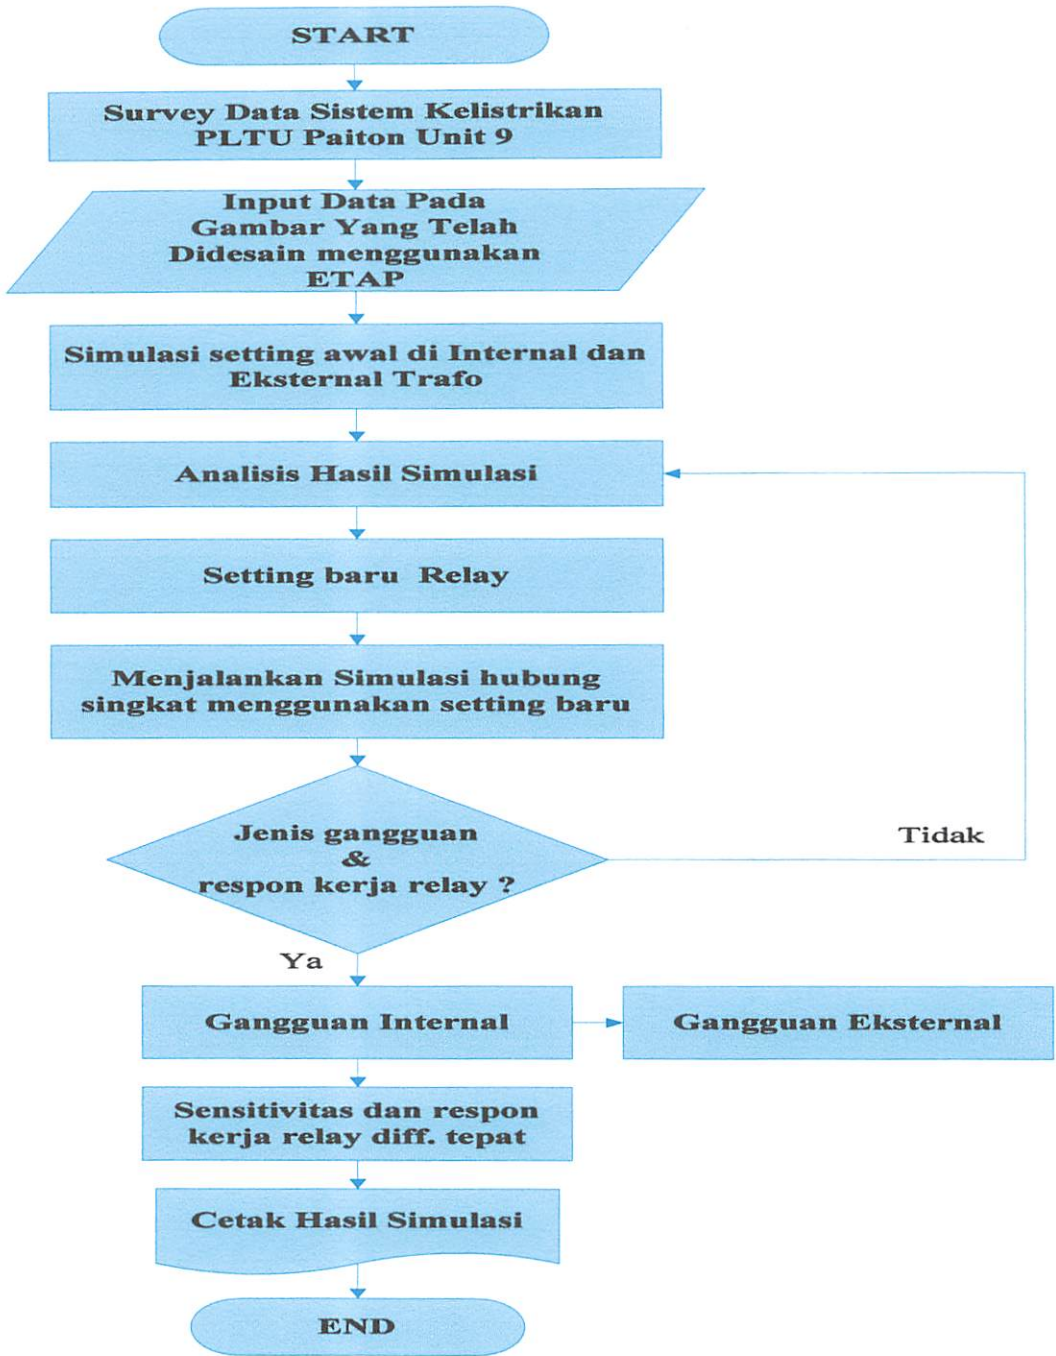 START
Survey Data Sistem Kelistrikan
PLTU Paiton Unit 9
Input Data Pada
Gambar Yang Telah
Didesain menggunakan
ETAP
Simulasi setting awal di Internal dan
Eksternal Trafo
Analisis Hasil Simulasi
Setting baru Relay
Menjalankan Simulasi hubung
singkat menggunakan setting baru
Jenis gangguan
&
respon kerja relay ?
Tidak
Ya
Gangguan Internal
Gangguan Eksternal
Sensitivitas dan respon
kerja relay diff. tepat
Cetak Hasil Simulasi
END